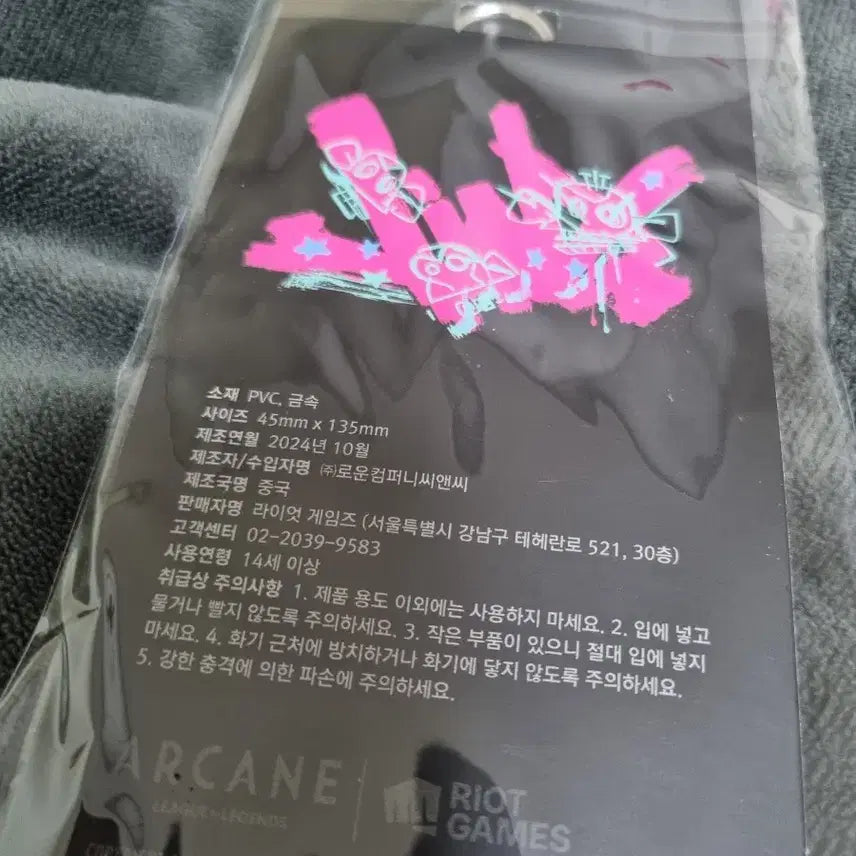 소재 PVC, 금속
사이즈 45mm x 135mm
제조연월 2024년 10월
제조자/수입자명 ㈜로운컴퍼니씨앤씨
제조국명 중국
판매자명 라이엇 게임즈 (서울특별시 강남구 테헤란로 521, 30층)
고객센터 02-2039-9583
사용연령 14세 이상
취급상 주의사항 1. 제품 용도 이외에는 사용하지 마세요. 2. 입에 넣고
물거나 빨지 않도록 주의하세요. 3. 작은 부품이 있으니 절대 입에 넣지
마세요. 4. 화기 근처에 방치하거나 화기에 닿지 않도록 주의하세요.
5. 강한 충격에 의한 파손에 주의하세요.
ARCANE
LEAGUE OF LEGENDS
RIOT
GAMES